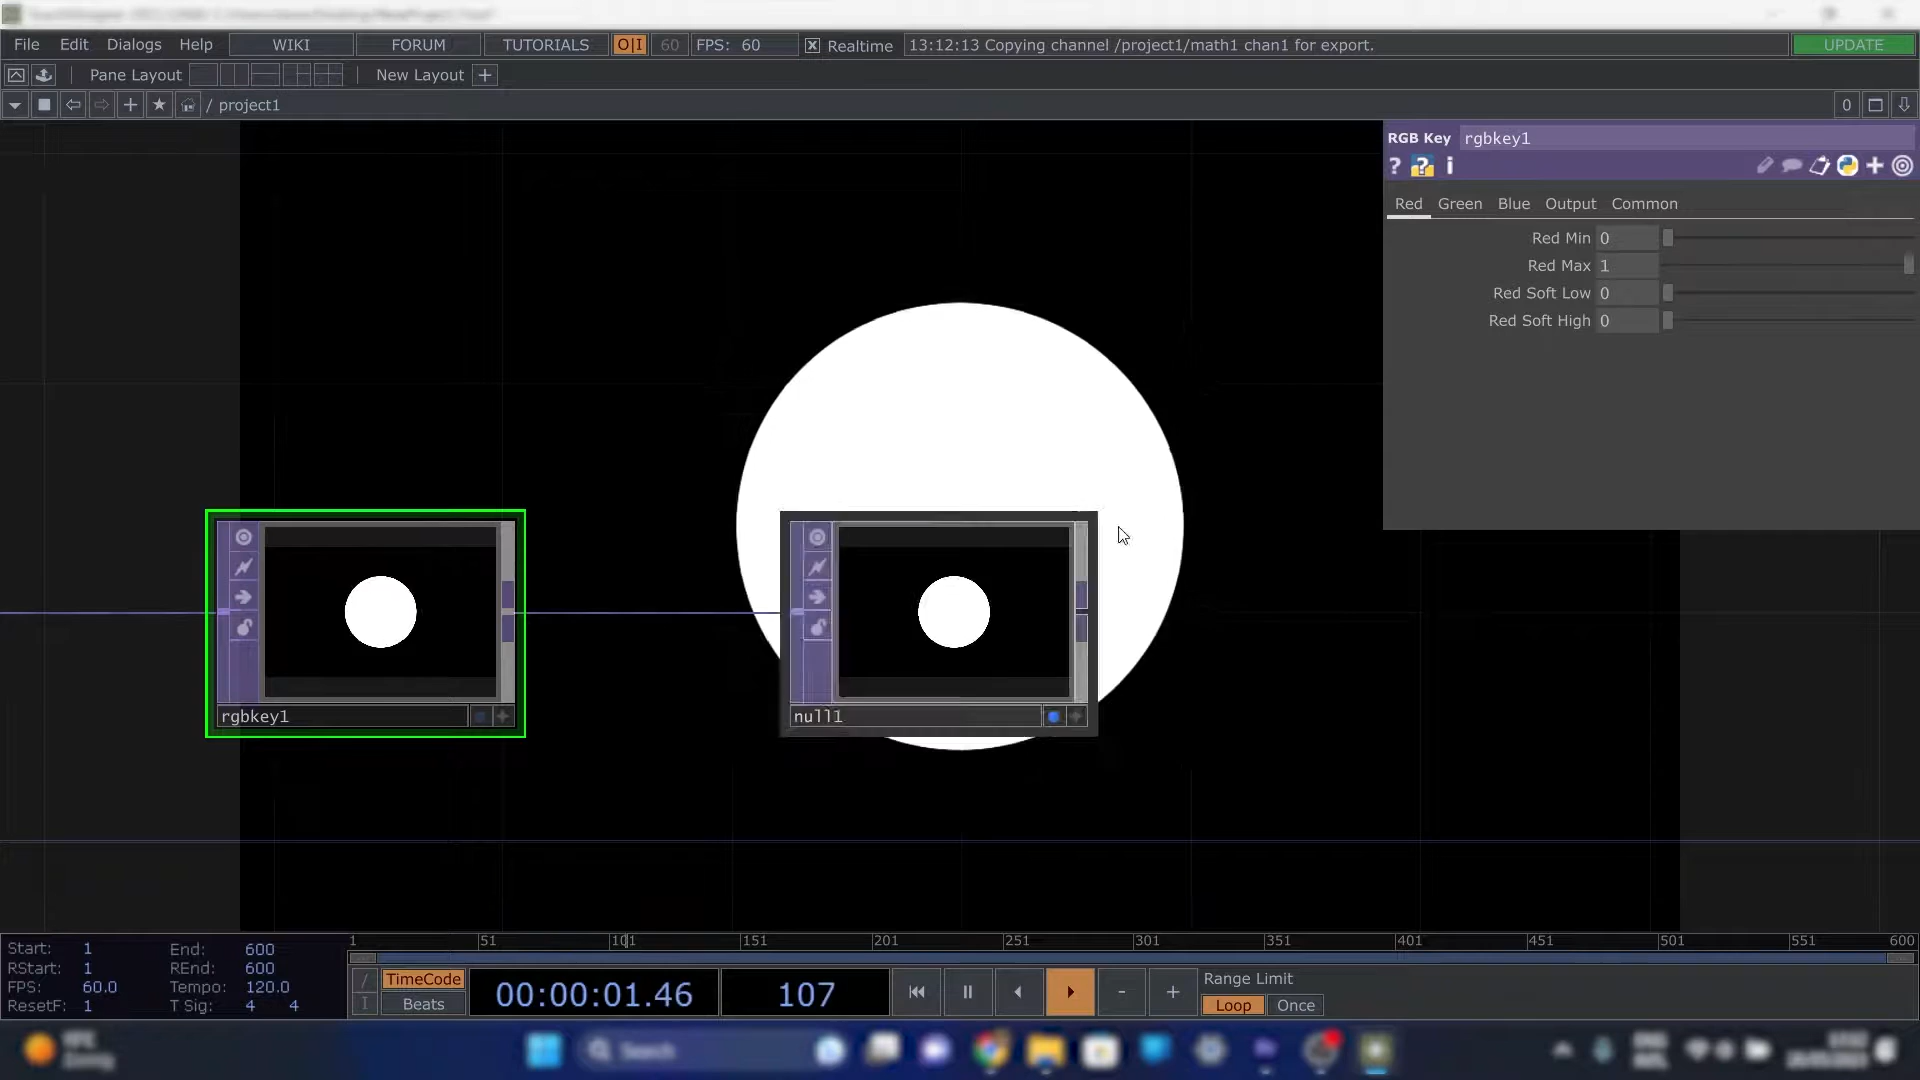 File Edit Dialogs Help WIKI FORUM TUTORIALS O|I 60 FPS: 60 Realtime 13:12:13 Copying channel /project1/math1 chan1 for export. UPDATE
Pane Layout New Layout +
/ project1 0
RGB Key rgbkey1
? ? i
Red Green Blue Output Common
Red Min 0
Red Max 1
Red Soft Low 0
Red Soft High 0
rgbkey1
null1
1 51 101 151 201 251 301 351 401 451 501 551 600
Start: 1 End: 600
RStart: 1 REnd: 600
FPS: 60.0 Tempo: 120.0
ResetF: 1 T Sig: 4 4
/ TimeCode
I Beats
00:00:01.46 107 - +
Range Limit
Loop Once
Search